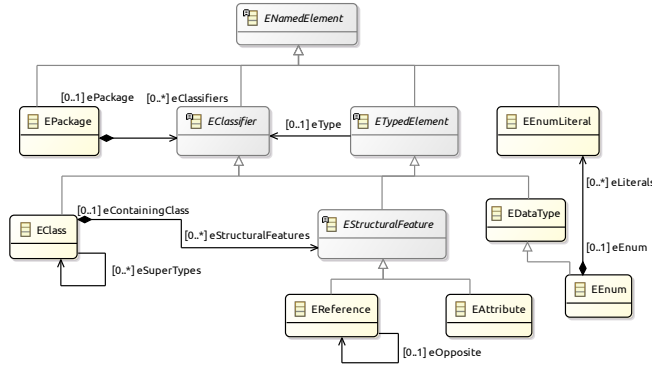 ENamedElement
[0..1] ePackage
[0..*] eClassifiers
EPackage
EClassifier
[0..1] eType
ETypedElement
EEnumLiteral
[0..*] eLiterals
[0..1] eContainingClass
EClass
[0..*] eStructuralFeatures
EStructuralFeature
EDataType
[0..1] eEnum
[0..*] eSuperTypes
EEnum
EReference
EAttribute
[0..1] eOpposite